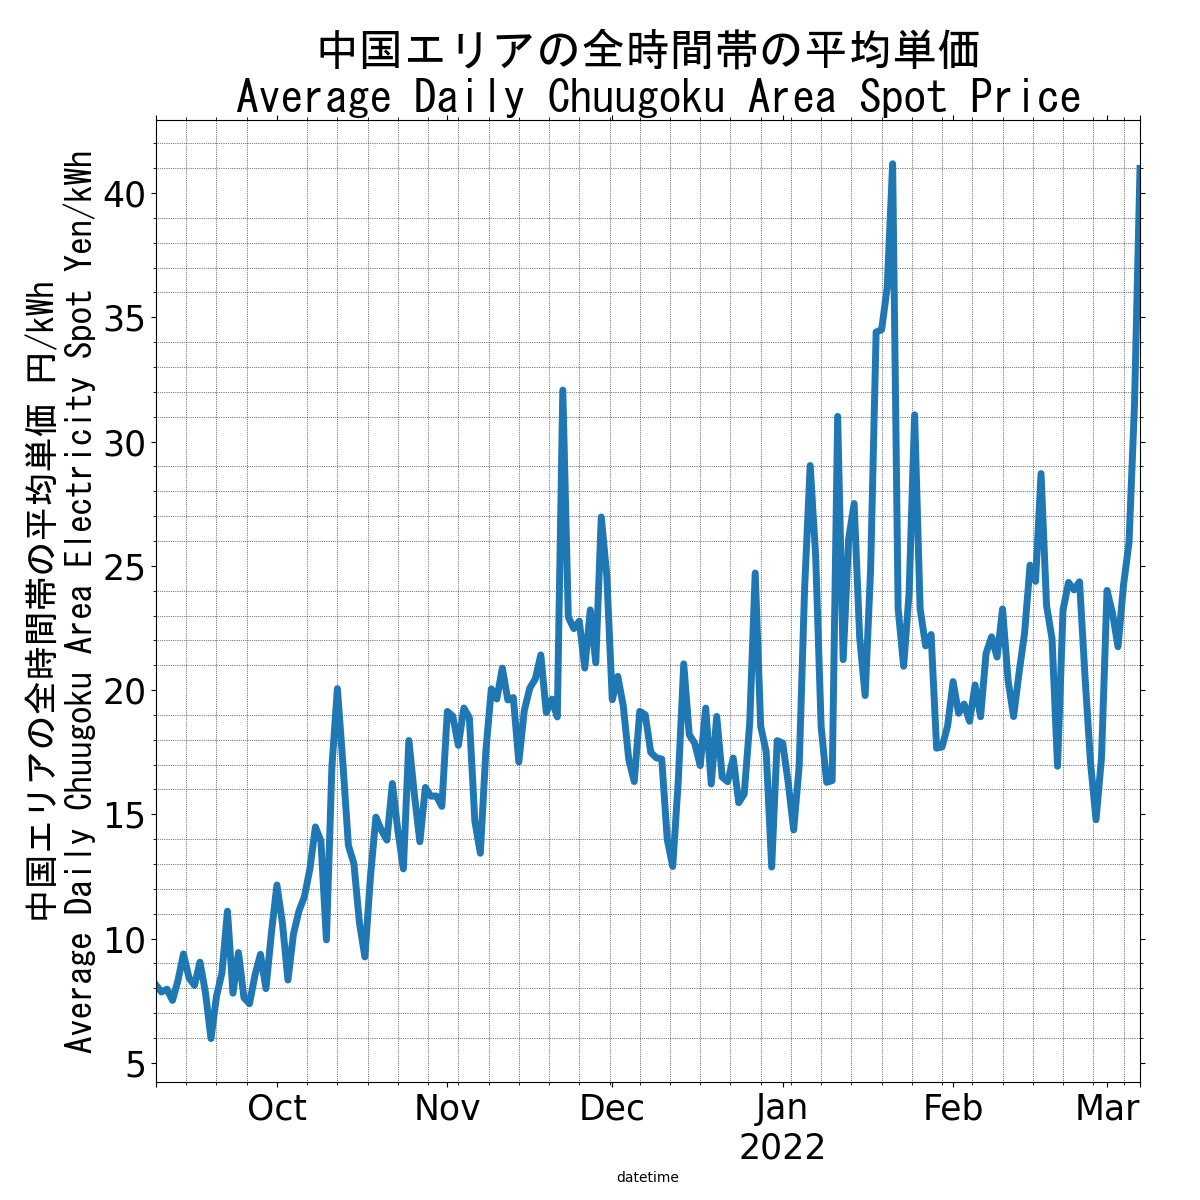 中国エリアの全時間帯の平均単価
Average Daily Chuugoku Area Spot Price
中国エリアの全時間帯の平均単価 円/kWh
Average Daily Chuugoku Area Electricity Spot Yen/kWh
40
35
30
25
20
15
10
5
Oct
Nov
Dec
Jan
2022
Feb
Mar
datetime